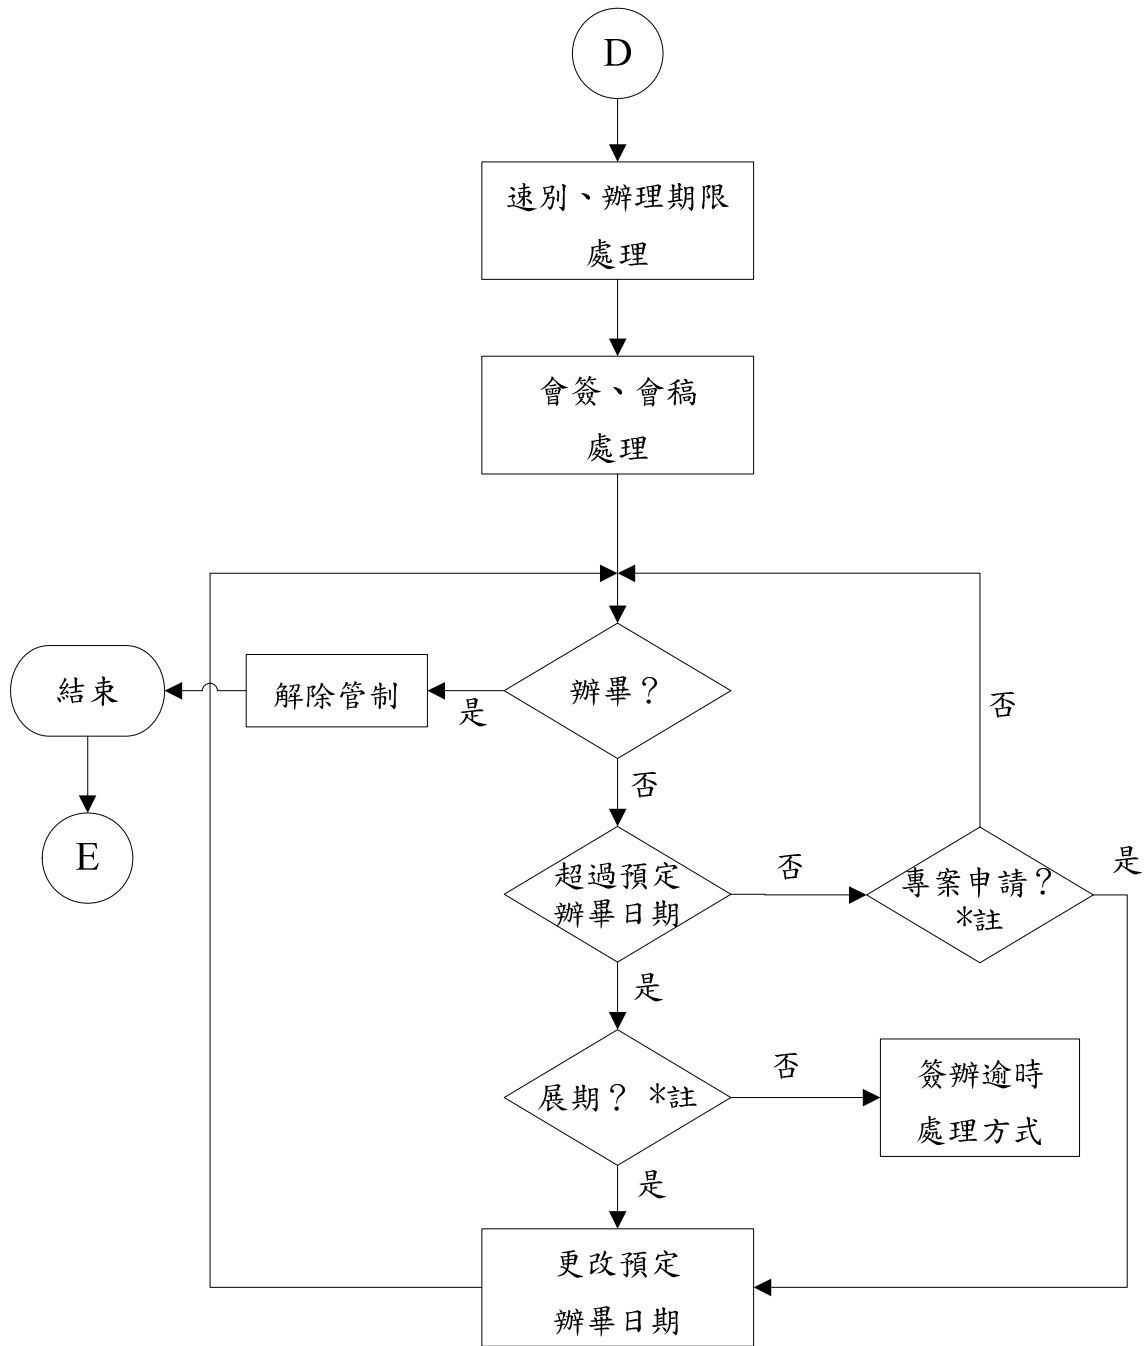 D
速別、辦理期限
處理
會簽、會稿
處理
結束
解除管制
是
辦畢？
否
否
E
超過預定
辦畢日期
否
專案申請？
*註
是
是
展期？ *註
否
簽辦逾時
處理方式
是
更改預定
辦畢日期